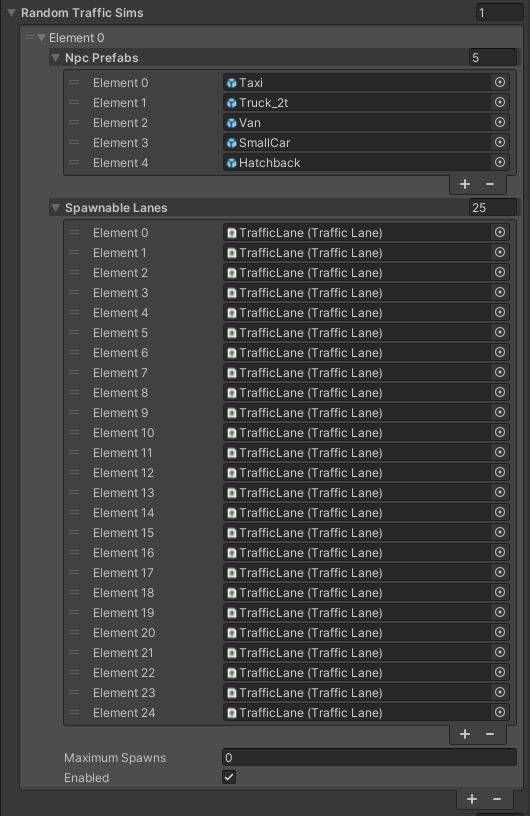 Random Traffic Sims 1
Element 0
Npc Prefabs 5
Element 0 Taxi
Element 1 Truck_2t
Element 2 Van
Element 3 SmallCar
Element 4 Hatchback
Spawnable Lanes 25
Element 0 TrafficLane (Traffic Lane)
Element 1 TrafficLane (Traffic Lane)
Element 2 TrafficLane (Traffic Lane)
Element 3 TrafficLane (Traffic Lane)
Element 4 TrafficLane (Traffic Lane)
Element 5 TrafficLane (Traffic Lane)
Element 6 TrafficLane (Traffic Lane)
Element 7 TrafficLane (Traffic Lane)
Element 8 TrafficLane (Traffic Lane)
Element 9 TrafficLane (Traffic Lane)
Element 10 TrafficLane (Traffic Lane)
Element 11 TrafficLane (Traffic Lane)
Element 12 TrafficLane (Traffic Lane)
Element 13 TrafficLane (Traffic Lane)
Element 14 TrafficLane (Traffic Lane)
Element 15 TrafficLane (Traffic Lane)
Element 16 TrafficLane (Traffic Lane)
Element 17 TrafficLane (Traffic Lane)
Element 18 TrafficLane (Traffic Lane)
Element 19 TrafficLane (Traffic Lane)
Element 20 TrafficLane (Traffic Lane)
Element 21 TrafficLane (Traffic Lane)
Element 22 TrafficLane (Traffic Lane)
Element 23 TrafficLane (Traffic Lane)
Element 24 TrafficLane (Traffic Lane)
Maximum Spawns 0
Enabled